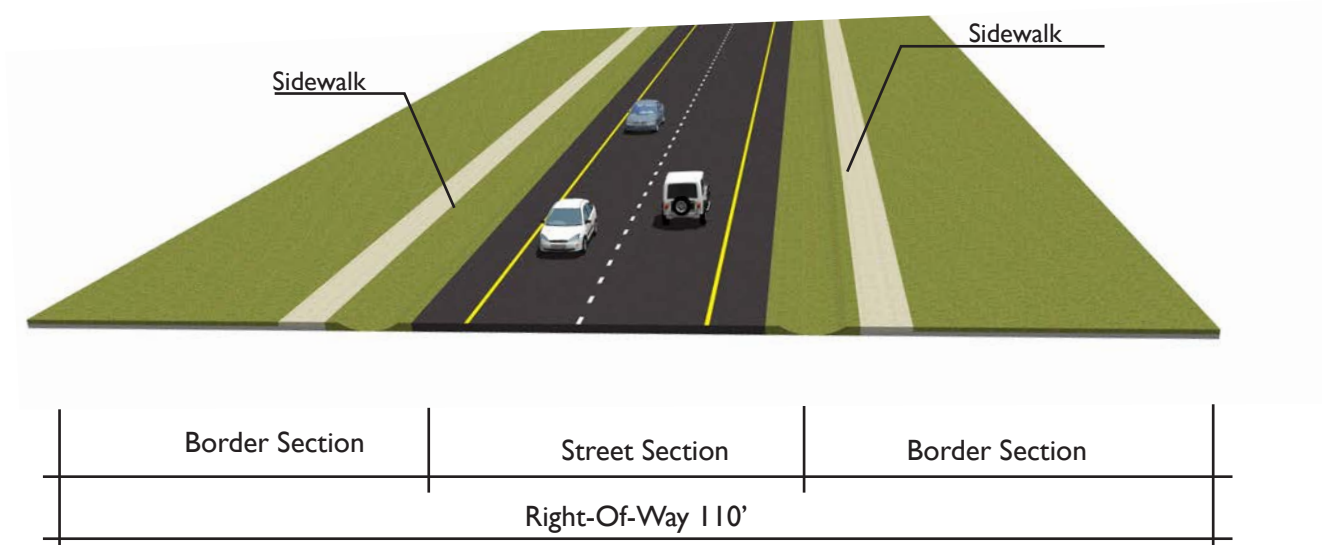 Sidewalk
Sidewalk
Border Section
Street Section
Border Section
Right-Of-Way 110’